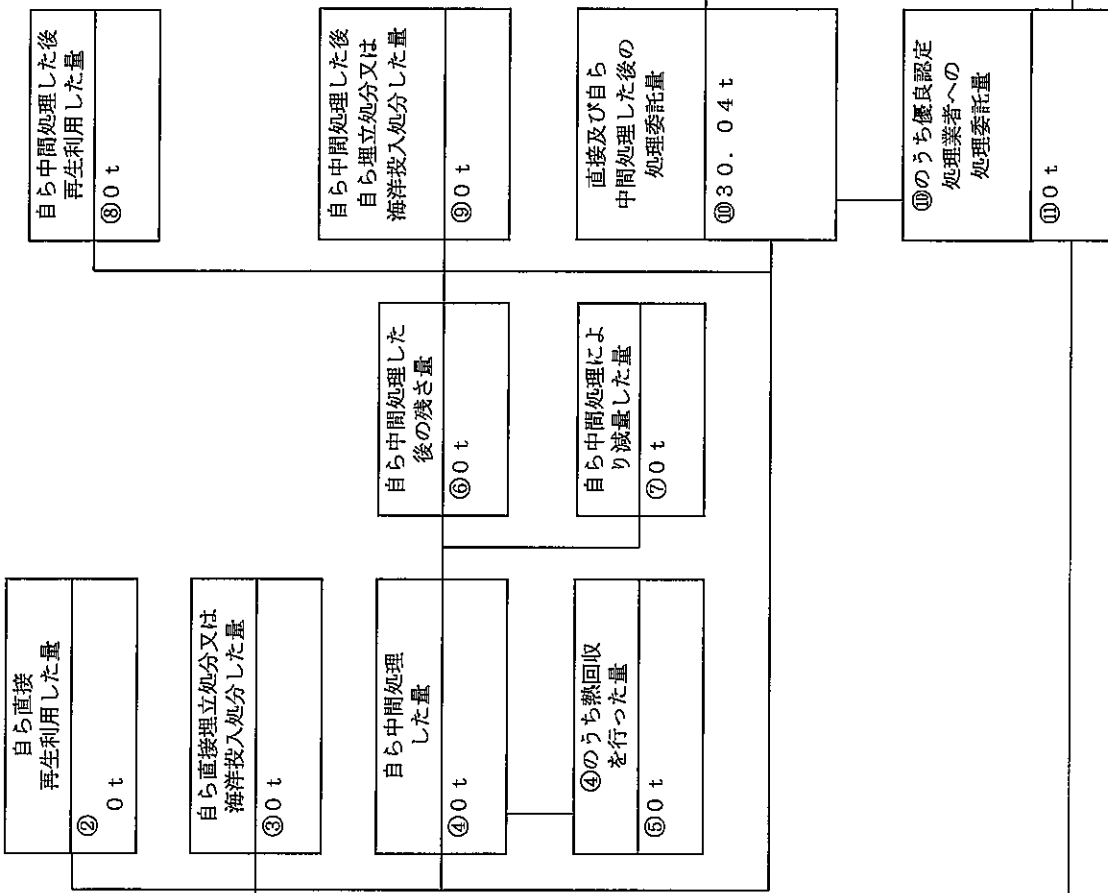 自ら直接
再生利用した量
②
0 t
自ら直接埋立処分又は
海洋投入処分した量
③0 t
自ら中間処理
した量
④0 t
④のうち熱回収
を行った量
⑤0 t
自ら中間処理した
後の残さ量
⑥0 t
自ら中間処理によ
り減量した量
⑦0 t
自ら中間処理した後
再生利用した量
⑧0 t
自ら中間処理した後
自ら埋立処分又は
海洋投入処分した量
⑨0 t
直接及び自ら
中間処理した後の
処理委託量
⑩30.04 t
⑩のうち優良認定
処理業者への
処理委託量
⑪0 t